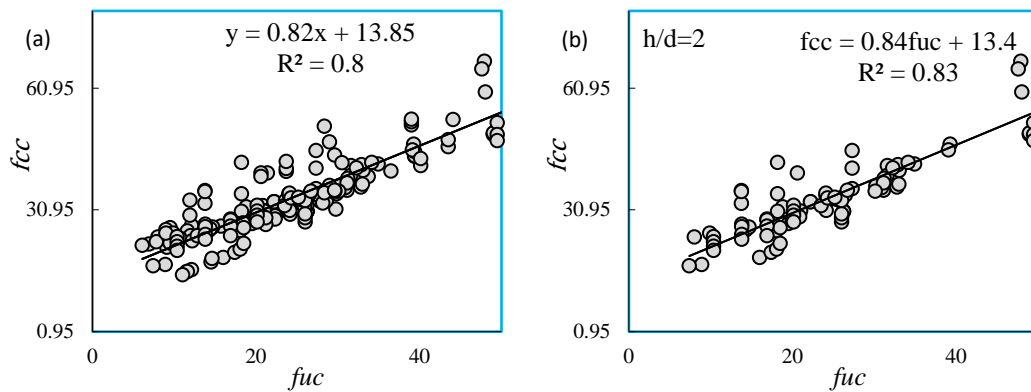 (a)
y = 0.82x + 13.85
R² = 0.8
fcc
60.95
30.95
0.95
0
20
40
fuc
(b)
h/d=2
fcc = 0.84fuc + 13.4
R² = 0.83
fcc
60.95
30.95
0.95
0
20
40
fuc